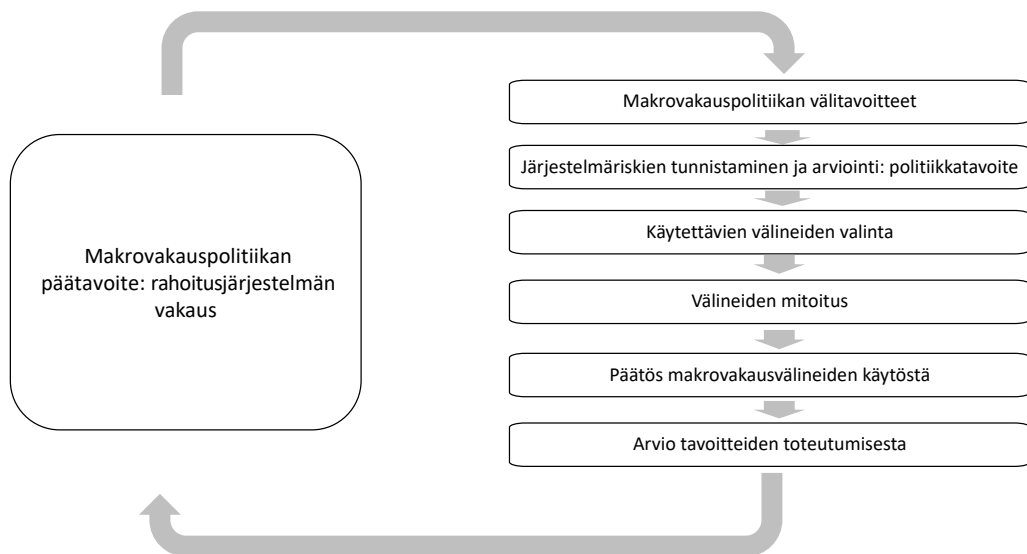 Makrovakauspolitiikan
päätavoite: rahoitusjärjestelmän
vakaus
Makrovakauspolitiikan välitavoitteet
Järjestelmäriskien tunnistaminen ja arviointi: politiikkatavoite
Käytettävien välineiden valinta
Välineiden mitoitus
Päätös makrovakausvälineiden käytöstä
Arvio tavoitteiden toteutumisesta